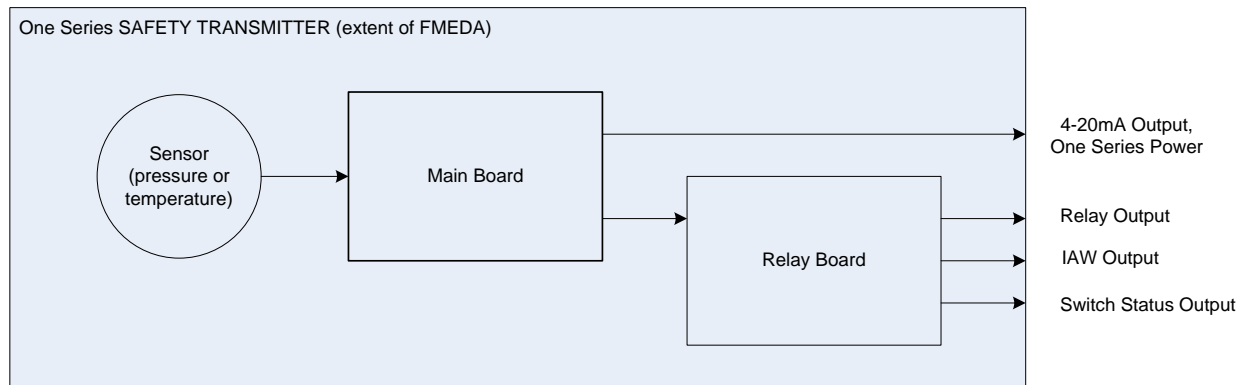 One Series SAFETY TRANSMITTER (extent of FMEDA)
Sensor
(pressure or
temperature)
Main Board
4-20mA Output,
One Series Power
Relay Board
Relay Output
IAW Output
Switch Status Output